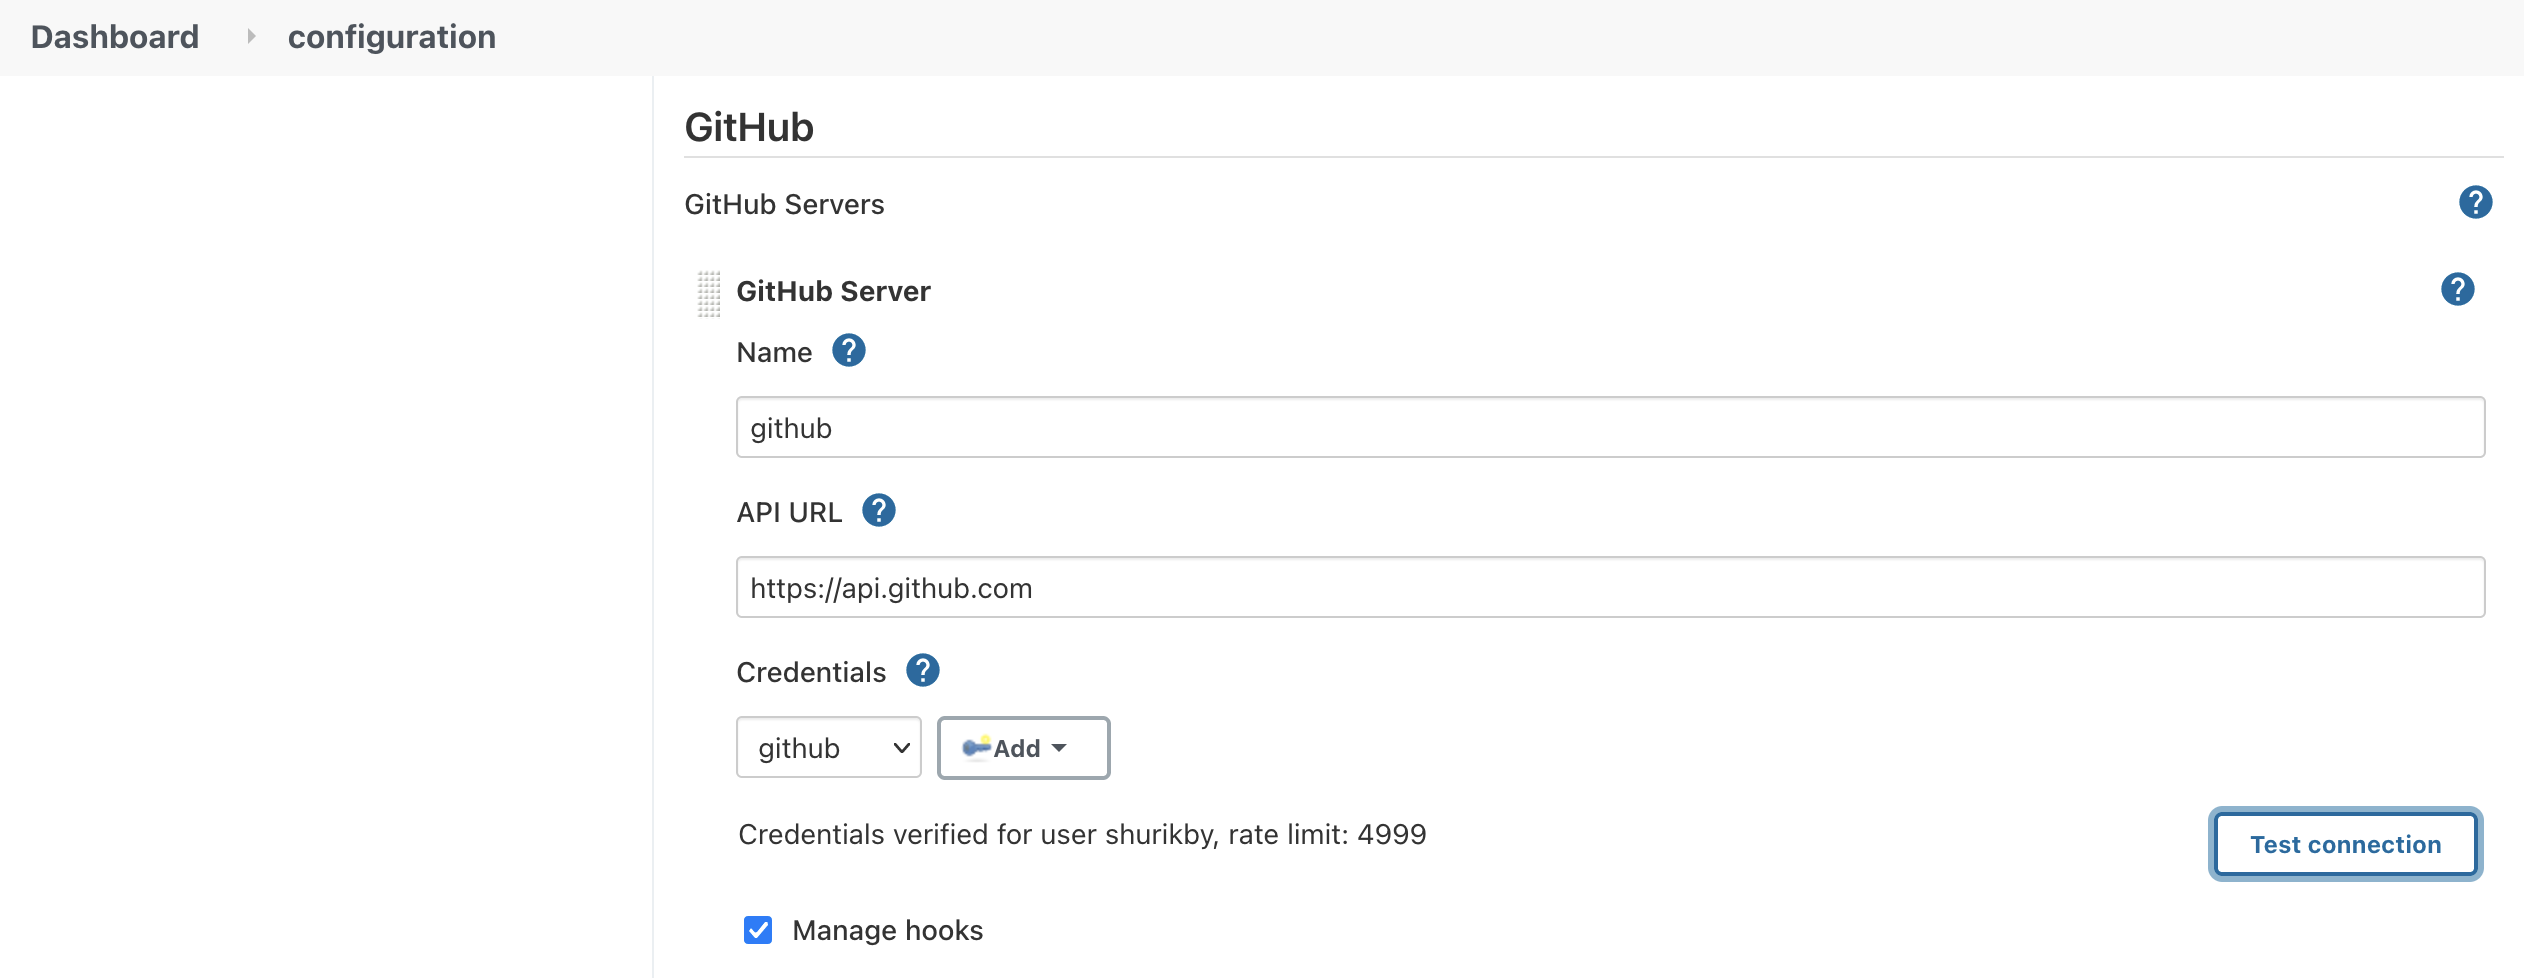 Dashboard configuration
GitHub
GitHub Servers ?
GitHub Server ?
Name ?
github
API URL ?
https://api.github.com
Credentials ?
github Add
Credentials verified for user shurikby, rate limit: 4999
Test connection
Manage hooks